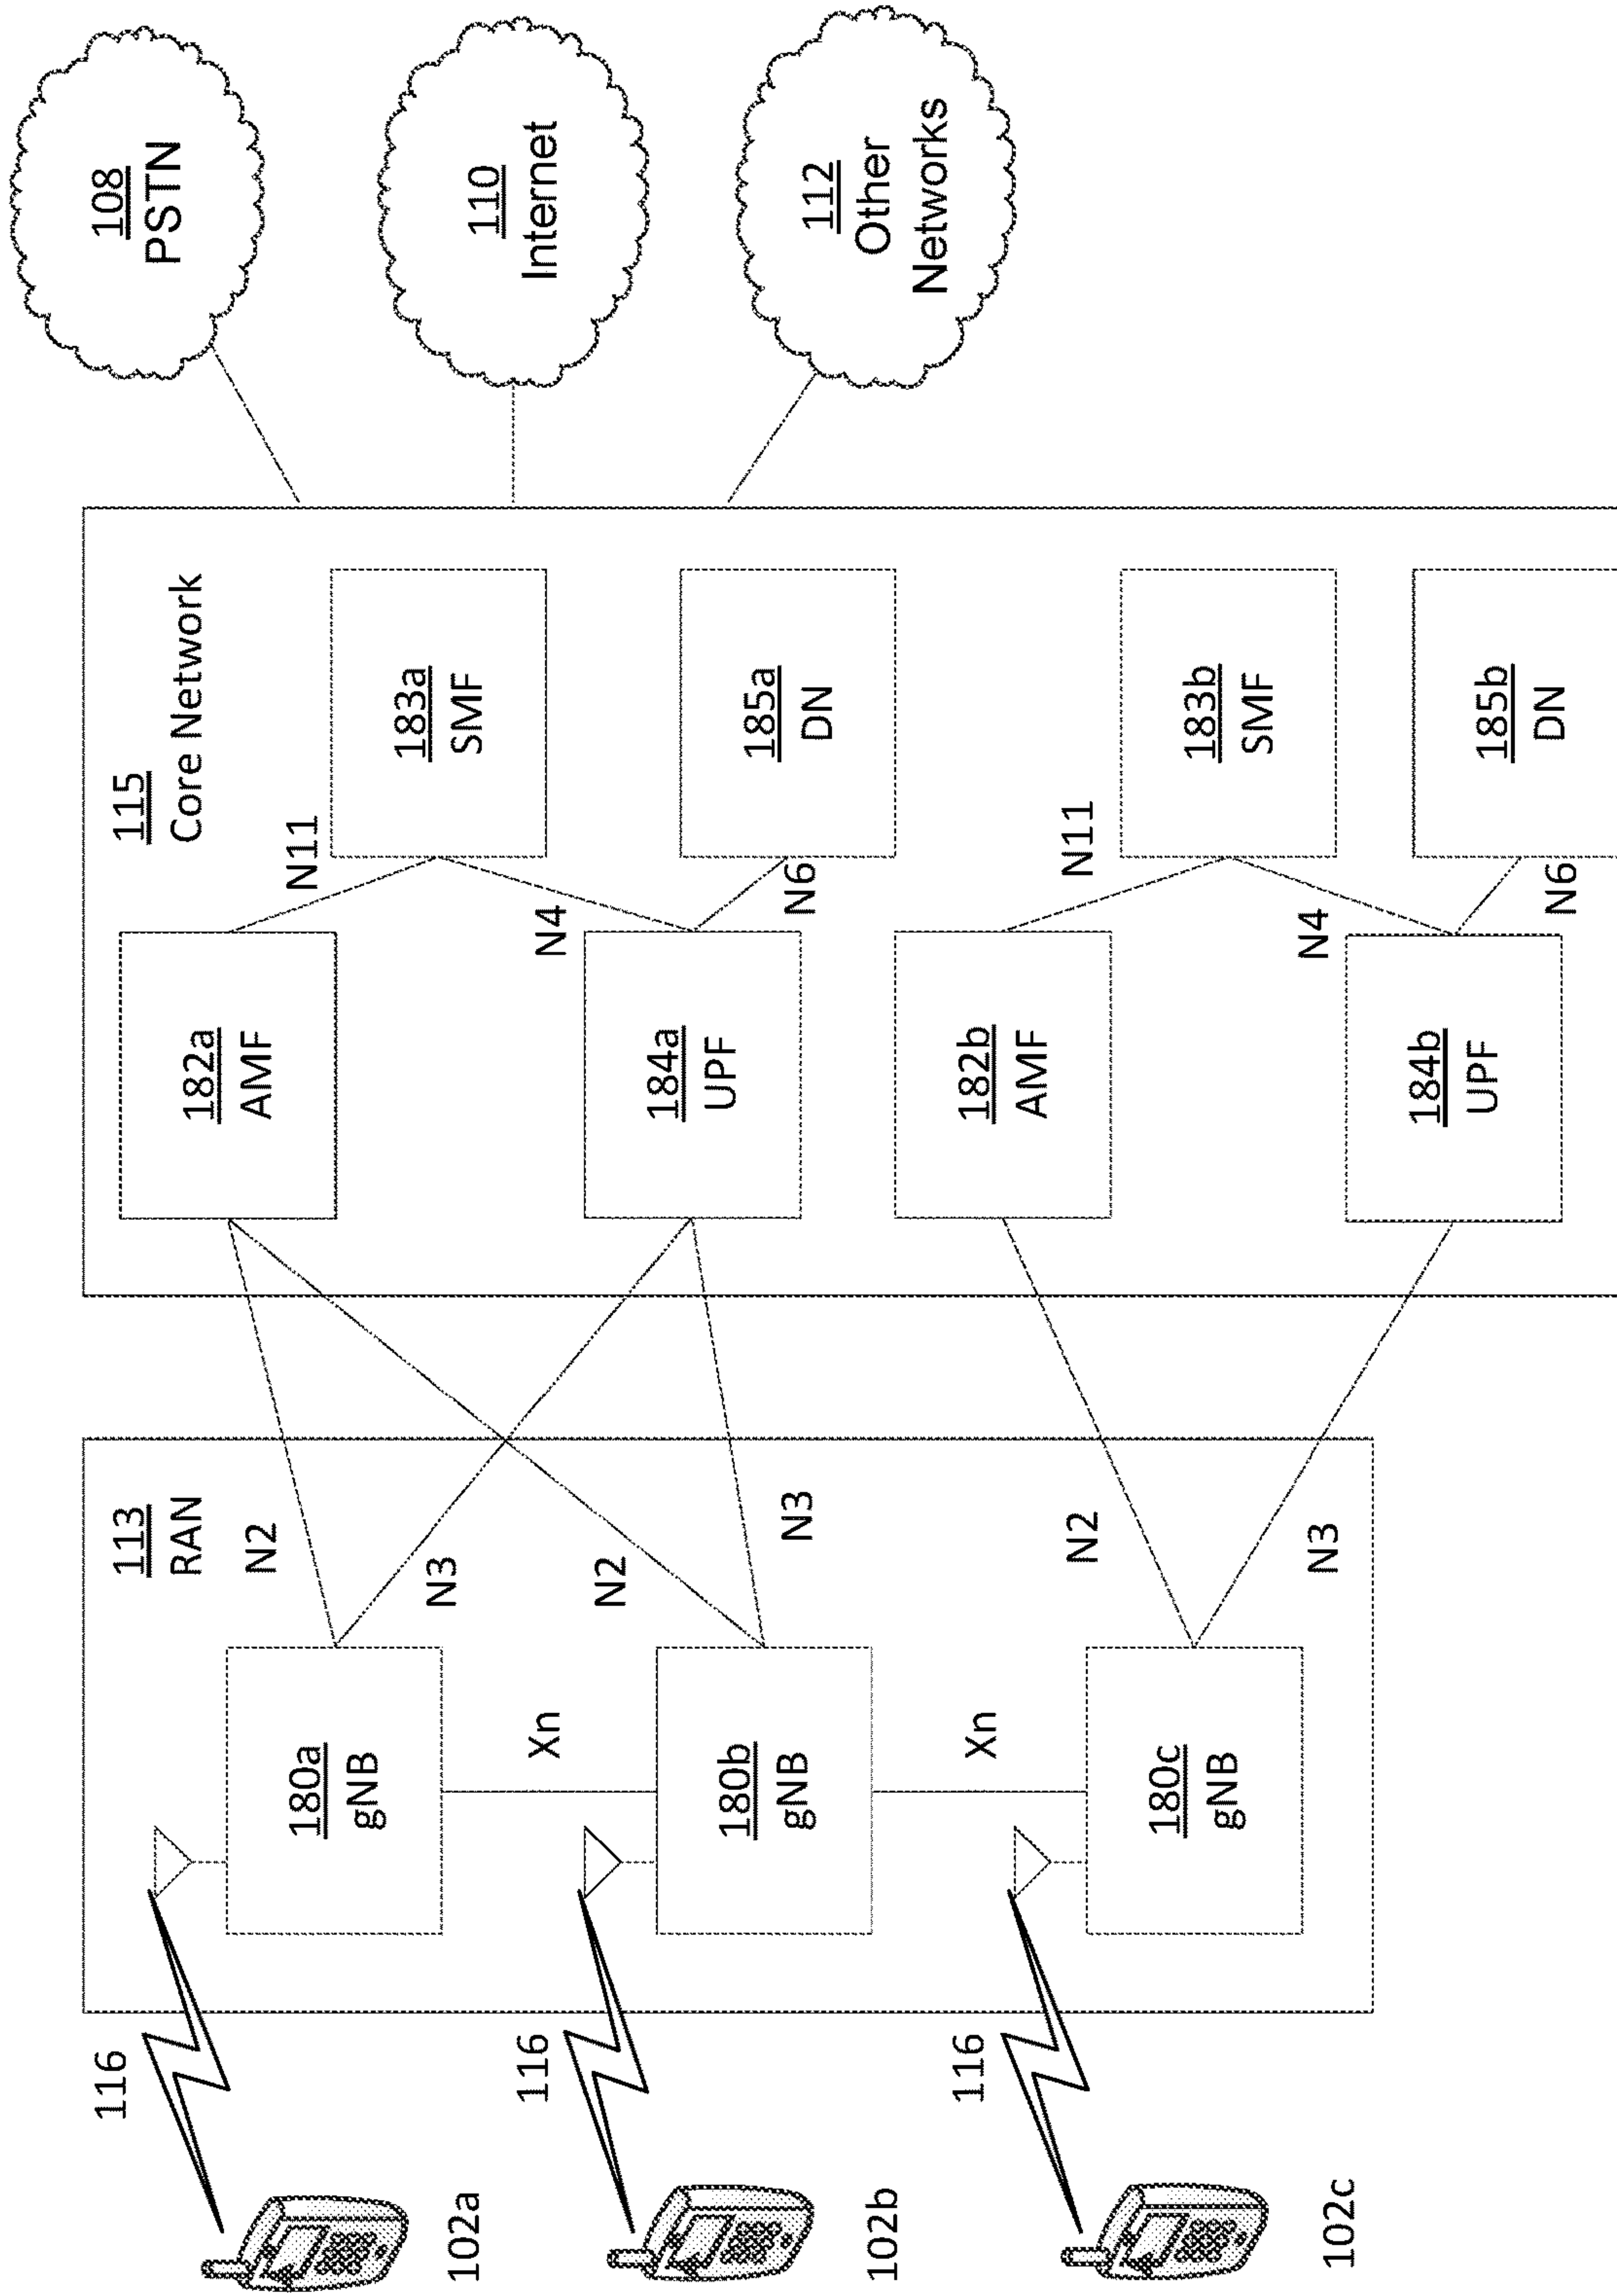 116
102a
116
102b
116
102c
113
RAN
180a
gNB
Xn
180b
gNB
Xn
180c
gNB
N2
N3
N2
N3
N2
N3
115
Core Network
182a
AMF
N11
183a
SMF
N4
184a
UPF
N6
185a
DN
182b
AMF
N11
183b
SMF
N4
184b
UPF
N6
185b
DN
108
PSTN
110
Internet
112
Other
Networks